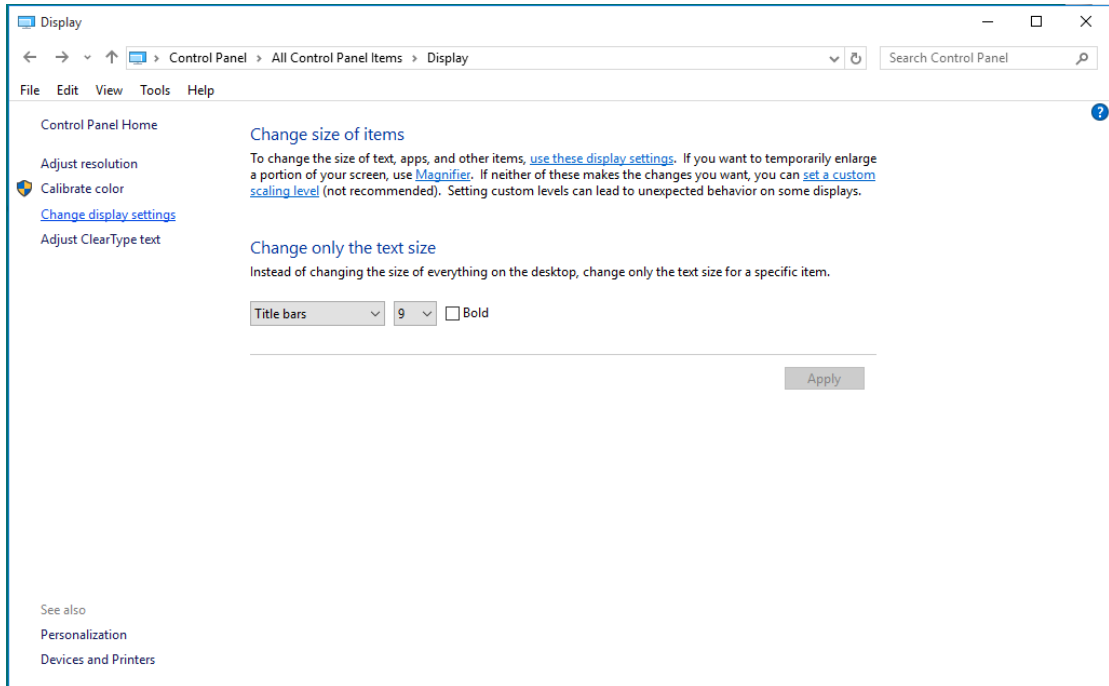 Display
Control Panel > All Control Panel Items > Display
Search Control Panel
File Edit View Tools Help
Control Panel Home
Adjust resolution
Calibrate color
Change display settings
Adjust ClearType text
Change size of items
To change the size of text, apps, and other items, use these display settings. If you want to temporarily enlarge
a portion of your screen, use Magnifier. If neither of these makes the changes you want, you can set a custom
scaling level (not recommended). Setting custom levels can lead to unexpected behavior on some displays.
Change only the text size
Instead of changing the size of everything on the desktop, change only the text size for a specific item.
Title bars 9 Bold
Apply
See also
Personalization
Devices and Printers